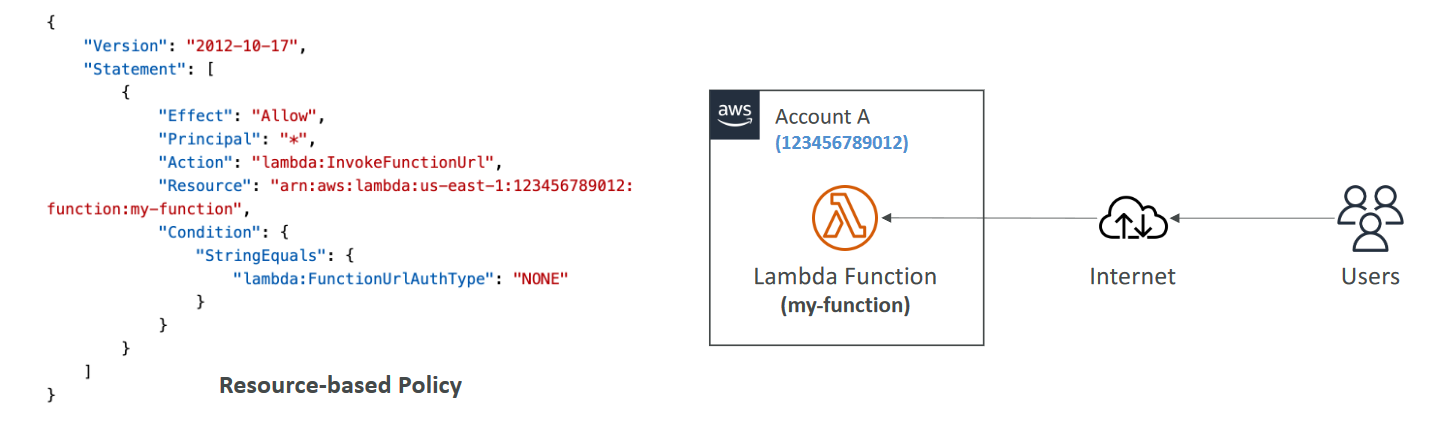 {
"Version": "2012-10-17",
"Statement": [
{
"Effect": "Allow",
"Principal": "*",
"Action": "lambda:InvokeFunctionUrl",
"Resource": "arn:aws:lambda:us-east-1:123456789012:
function:my-function",
"Condition": {
"StringEquals": {
"lambda:FunctionUrlAuthType": "NONE"
}
}
}
]
}
Resource-based Policy
aws
Account A
(123456789012)
Lambda Function
(my-function)
Internet
Users